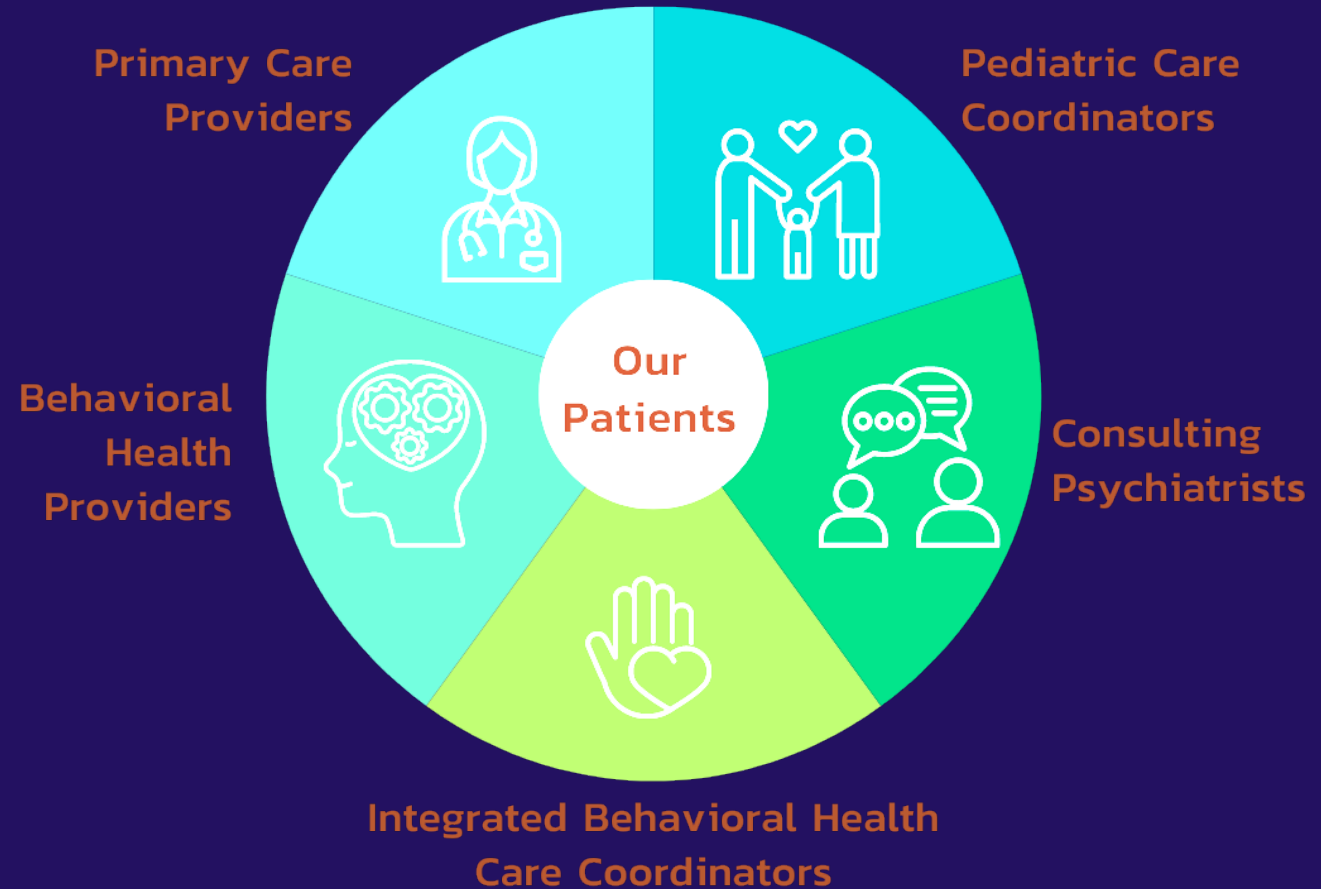 Primary Care
Providers
Pediatric Care
Coordinators
Our
Patients
Behavioral
Health
Providers
Consulting
Psychiatrists
Integrated Behavioral Health
Care Coordinators